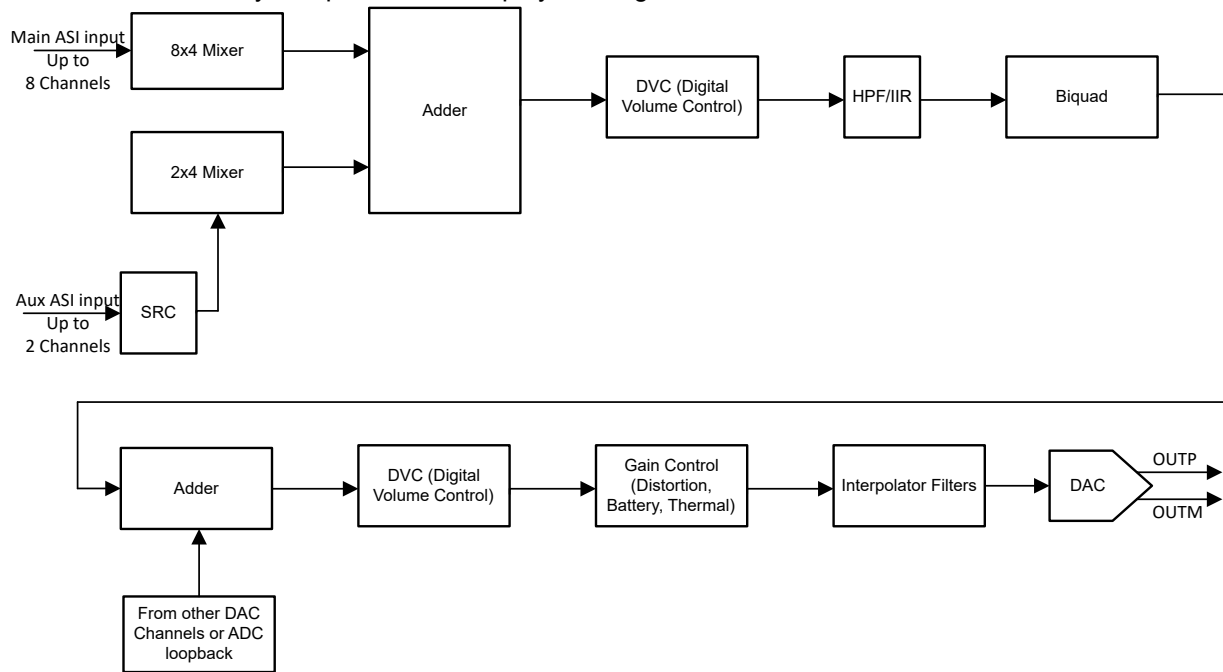 Main ASI input
Up to
8 Channels
8x4 Mixer
Adder
DVC (Digital
Volume Control)
HPF/IIR
Biquad
2x4 Mixer
Aux ASI input
Up to
2 Channels
SRC
Adder
DVC (Digital
Volume Control)
Gain Control
(Distortion,
Battery, Thermal)
Interpolator Filters
DAC
OUTP
OUTM
From other DAC
Channels or ADC
loopback